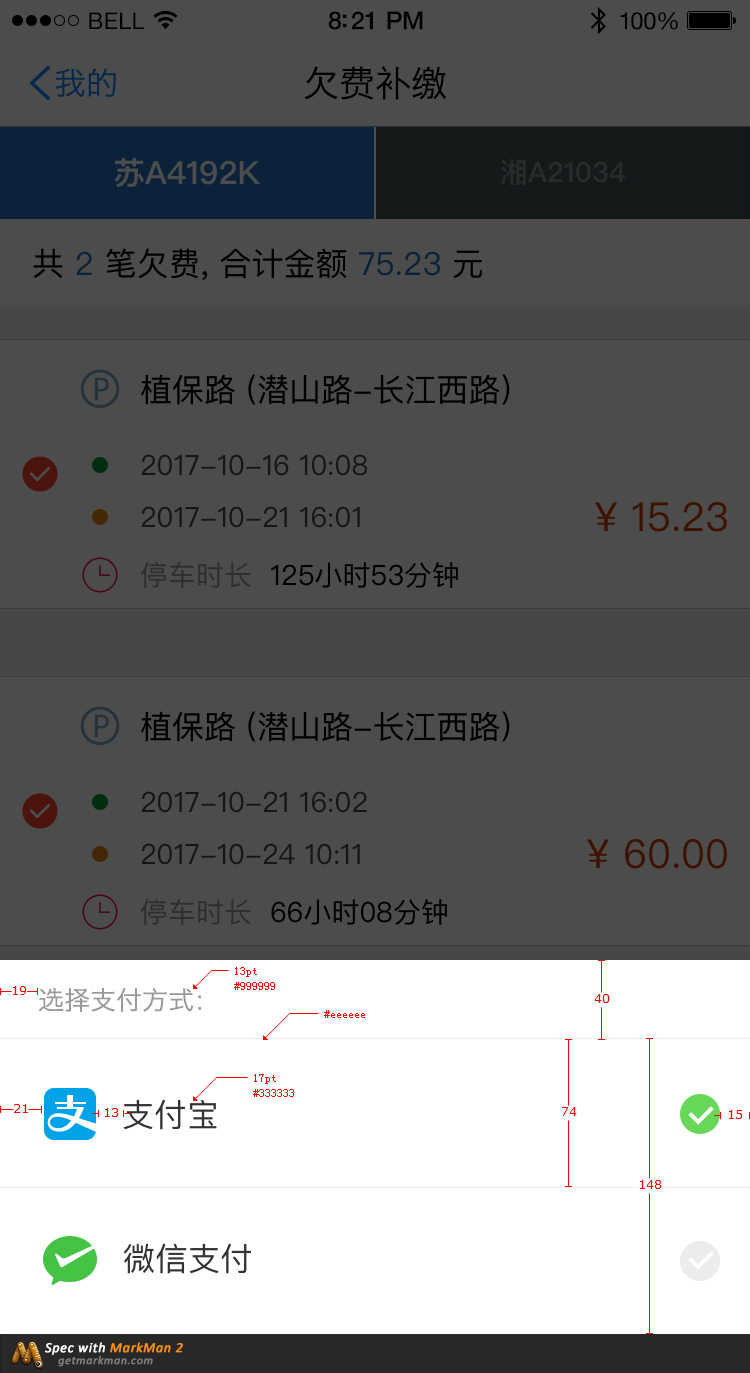 BELL 8:21 PM 100%
我的 欠费补缴
苏A4192K 湘A21034
共 2 笔欠费, 合计金额 75.23 元
P 植保路 (潜山路-长江西路)
2017-10-16 10:08
2017-10-21 16:01 ¥ 15.23
停车时长 125小时53分钟
P 植保路 (潜山路-长江西路)
2017-10-21 16:02
2017-10-24 10:11 ¥ 60.00
停车时长 66小时08分钟
13pt
#999999
19 选择支付方式: 40
#eeeeee
17pt
#333333
21 支 13 支付宝 74 15
148
微信支付
Spec with MarkMan 2
getmarkman.com